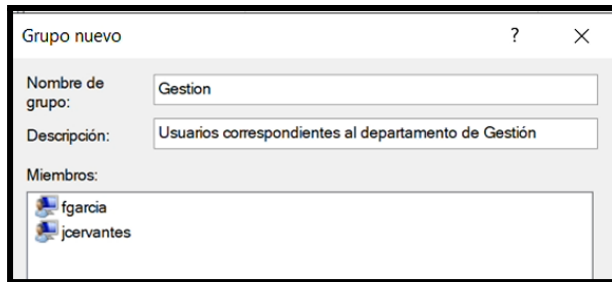 Grupo nuevo ?
Nombre de
grupo:
Gestion
Descripción:
Usuarios correspondientes al departamento de Gestión
Miembros:
fgarcia
jcervantes